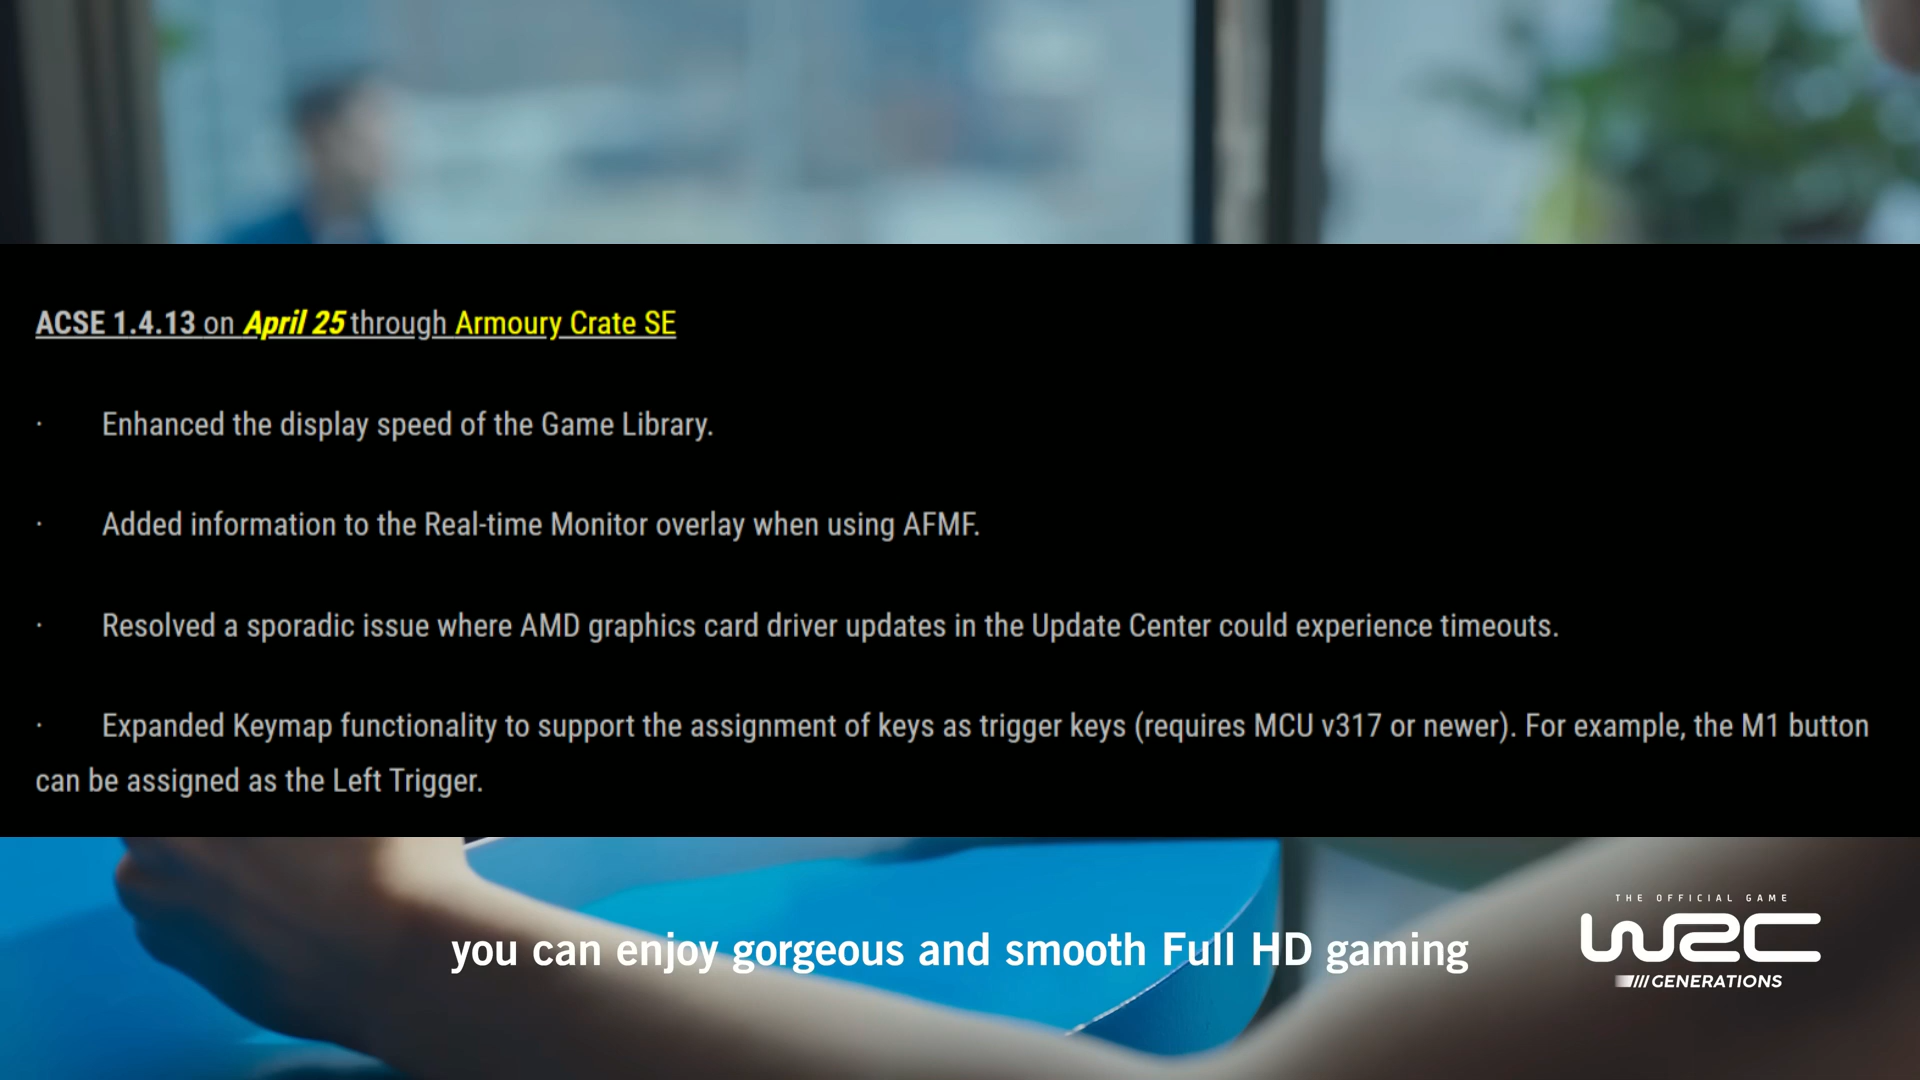 ACSE 1.4.13 on April 25 through Armoury Crate SE
· Enhanced the display speed of the Game Library.
· Added information to the Real-time Monitor overlay when using AFMF.
· Resolved a sporadic issue where AMD graphics card driver updates in the Update Center could experience timeouts.
· Expanded Keymap functionality to support the assignment of keys as trigger keys (requires MCU v317 or newer). For example, the M1 button
can be assigned as the Left Trigger.
THE OFFICIAL GAME
WRC
GENERATIONS
you can enjoy gorgeous and smooth Full HD gaming